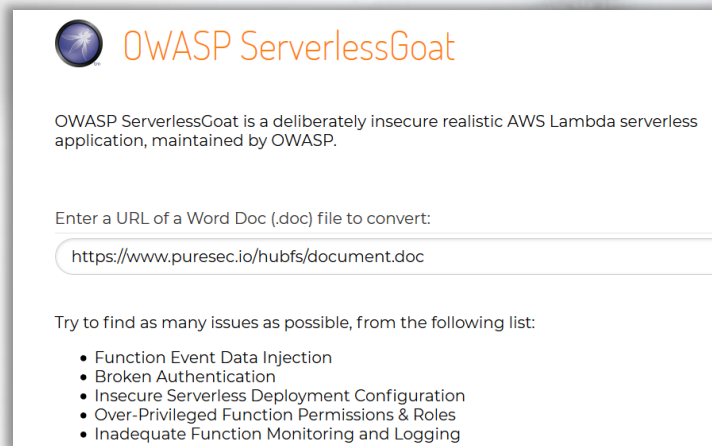 OWASP ServerlessGoat
OWASP ServerlessGoat is a deliberately insecure realistic AWS Lambda serverless
application, maintained by OWASP.
Enter a URL of a Word Doc (.doc) file to convert:
https://www.puresec.io/hubfs/document.doc
Try to find as many issues as possible, from the following list:
• Function Event Data Injection
• Broken Authentication
• Insecure Serverless Deployment Configuration
• Over-Privileged Function Permissions & Roles
• Inadequate Function Monitoring and Logging